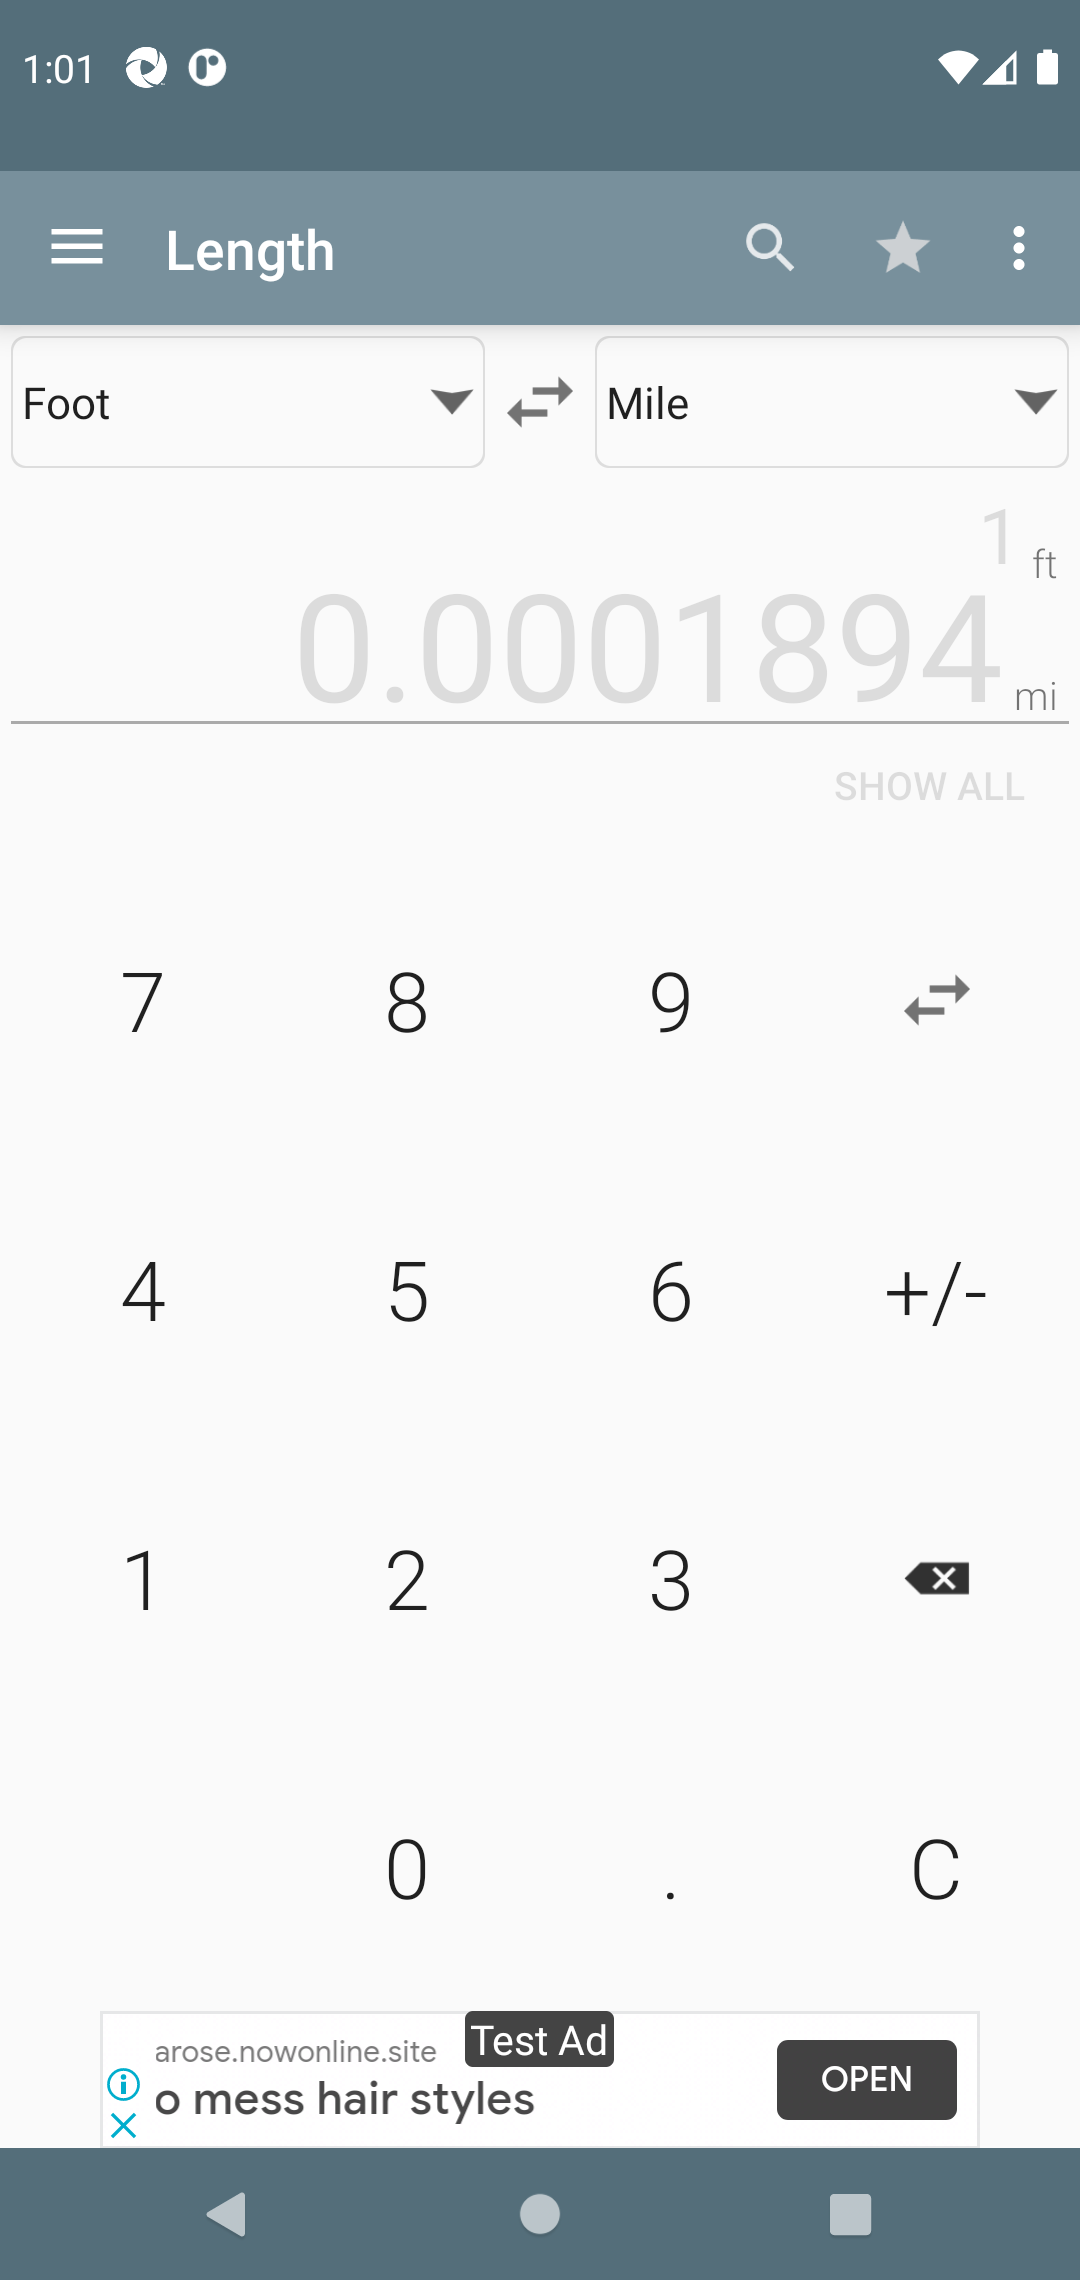 1:01
Length
Foot
Mile
1 ft
0.0001894 mi
SHOW ALL
7 8 9
4 5 6 +/-
1 2 3
0 . C
Test Ad
arose.nowonline.site
o mess hair styles
OPEN